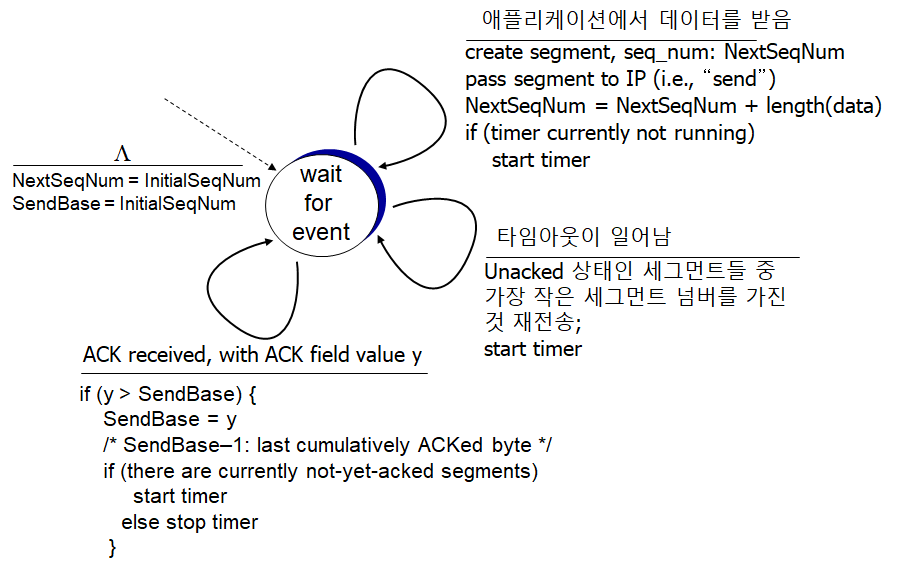 애플리케이션에서 데이터를 받음
create segment, seq_num: NextSeqNum
pass segment to IP (i.e., “send”)
NextSeqNum = NextSeqNum + length(data)
if (timer currently not running)
start timer
Λ
NextSeqNum = InitialSeqNum
SendBase = InitialSeqNum
wait
for
event
타임아웃이 일어남
Unacked 상태인 세그먼트들 중
가장 작은 세그먼트 넘버를 가진
것 재전송;
start timer
ACK received, with ACK field value y
if (y > SendBase) {
SendBase = y
/* SendBase–1: last cumulatively ACKed byte */
if (there are currently not-yet-acked segments)
start timer
else stop timer
}